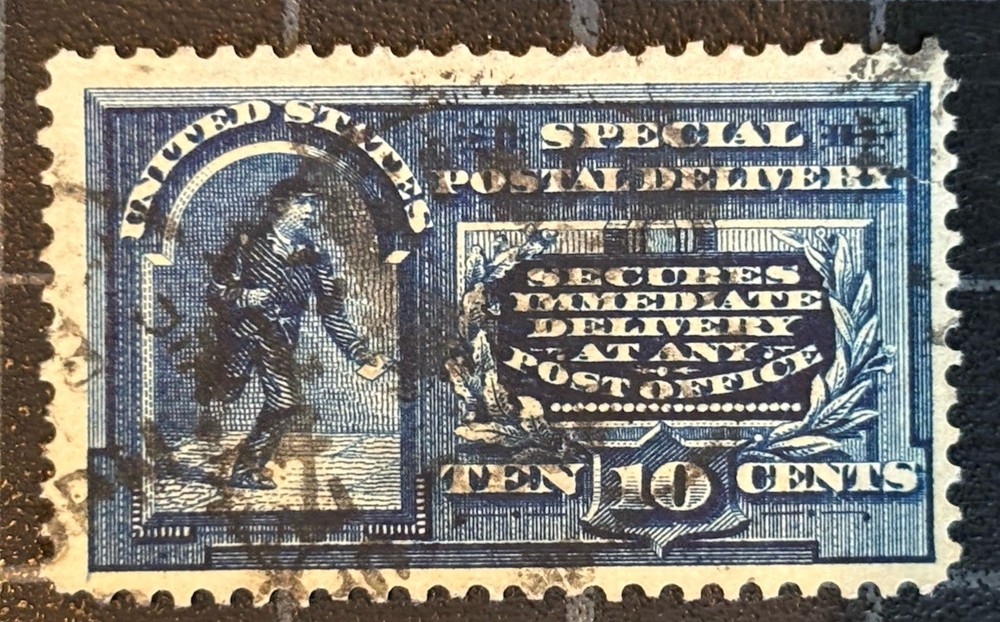 UNITED STATES
SPECIAL
POSTAL DELIVERY
SECURES
IMMEDIATE
DELIVERY
AT ANY
POST OFFICE
TEN 10 CENTS